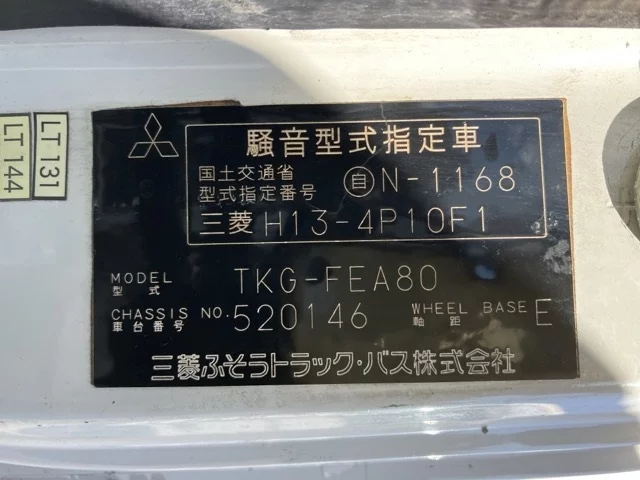 LT 131
LT 144
騒音型式指定車
国土交通省
型式指定番号 自N-1168
三菱 H13-4P10F1
MODEL
型式 TKG-FEA80
CHASSIS NO.
車台番号 520146
WHEEL BASE
軸距 E
三菱ふそうトラック・バス株式会社